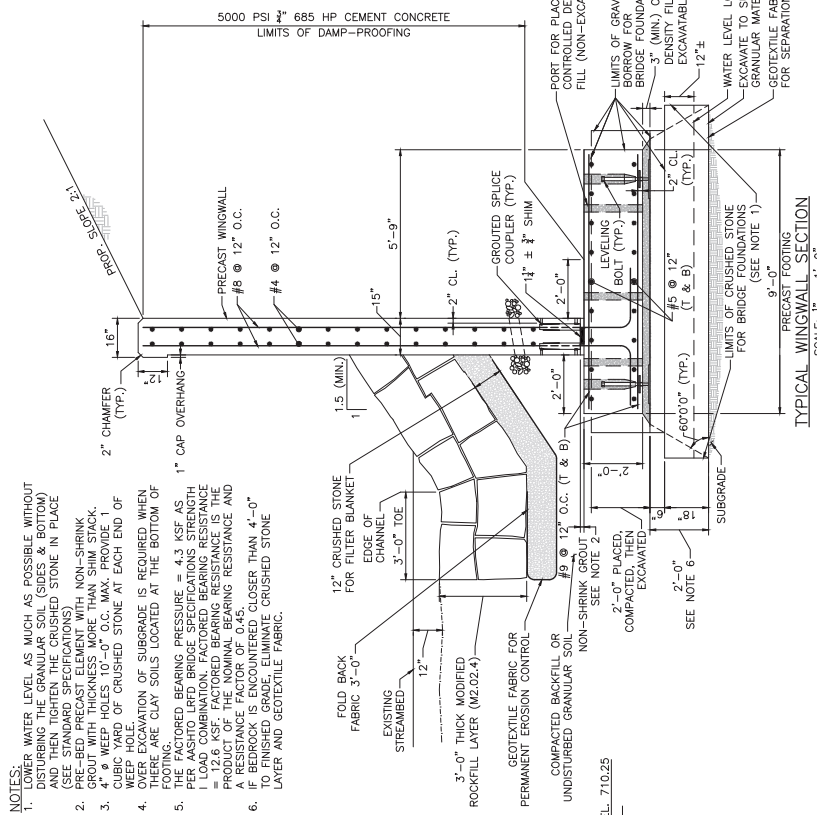 NOTES:
1. LOWER WATER LEVEL AS MUCH AS POSSIBLE WITHOUT
DISTURBING THE GRANULAR SOIL (SIDES & BOTTOM)
AND THEN TIGHTEN THE CRUSHED STONE IN PLACE
(SEE STANDARD SPECIFICATIONS)
2. PRE-BED PRECAST ELEMENT WITH NON-SHRINK
GROUT WITH THICKNESS MORE THAN SHIM STACK.
3. 4" ø WEEP HOLES 10'-0" O.C. MAX. PROVIDE 1
CUBIC YARD OF CRUSHED STONE AT EACH END OF
WEEP HOLE.
4. OVER EXCAVATION OF SUBGRADE IS REQUIRED WHEN
THERE ARE CLAY SOILS LOCATED AT THE BOTTOM OF
FOOTING.
5. THE FACTORED BEARING PRESSURE = 4.3 KSF AS
PER AASHTO LRFD BRIDGE SPECIFICATIONS STRENGTH
I LOAD COMBINATION. FACTORED BEARING RESISTANCE
= 12.6 KSF. FACTORED BEARING RESISTANCE IS THE
PRODUCT OF THE NOMINAL BEARING RESISTANCE AND
A RESISTANCE FACTOR OF 0.45.
6. IF BEDROCK IS ENCOUNTERED CLOSER THAN 4'-0"
TO FINISHED GRADE, ELIMINATE CRUSHED STONE
LAYER AND GEOTEXTILE FABRIC.
5000 PSI ¾" 685 HP CEMENT CONCRETE
LIMITS OF DAMP-PROOFING
PROP. SLOPE 2:1
16"
2" CHAMFER
(TYP.)
12"
1" CAP OVERHANG
PRECAST WINGWALL
#8 @ 12" O.C.
#4 @ 12" O.C.
15"
2" CL. (TYP.)
5'-9"
1.5 (MIN.)
1
GROUTED SPLICE
COUPLER (TYP.)
1¼" ± ¾" SHIM
2'-0"
2'-0"
12" CRUSHED STONE
FOR FILTER BLANKET
EDGE OF
CHANNEL
3'-0" TOE
FOLD BACK
FABRIC 3'-0"
EXISTING
STREAMBED
12"
3'-0" THICK MODIFIED
ROCKFILL LAYER (M2.02.4)
GEOTEXTILE FABRIC FOR
PERMANENT EROSION CONTROL
COMPACTED BACKFILL OR
UNDISTURBED GRANULAR SOIL
#9 @ 12" O.C. (T & B)
NON-SHRINK GROUT
SEE NOTE 2
2'-0"
2'-0" PLACED,
COMPACTED, THEN
EXCAVATED
6"
18"
2'-0"
SEE NOTE 6
SUBGRADE
60°0'0" (TYP.)
LEVELING
BOLT (TYP.)
#5 @ 12"
(T & B)
2" CL.
(TYP.)
PORT FOR PLAC
CONTROLLED DE
FILL (NON-EXCA
LIMITS OF GRAV
BORROW FOR
BRIDGE FOUNDA
3" (MIN.) C
DENSITY FIL
EXCAVATABL
12"±
WATER LEVEL LO
EXCAVATE TO SU
GRANULAR MATE
GEOTEXTILE FAB
FOR SEPARATION
LIMITS OF CRUSHED STONE
FOR BRIDGE FOUNDATIONS
(SEE NOTE 1)
9'-0"
PRECAST FOOTING
TYPICAL WINGWALL SECTION
EL. 710.25